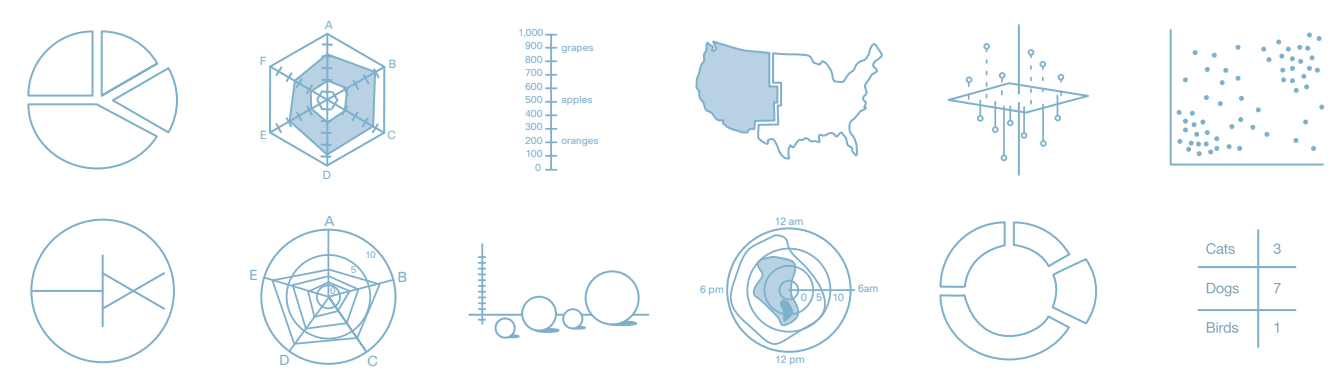 A
B
C
D
E
F
1,000
900
800
700
600
500
400
300
200
100
0
grapes
apples
oranges
A
B
C
D
E
10
5
0
12 am
6 pm
0 5 10 6am
12 pm
Cats 3
Dogs 7
Birds 1